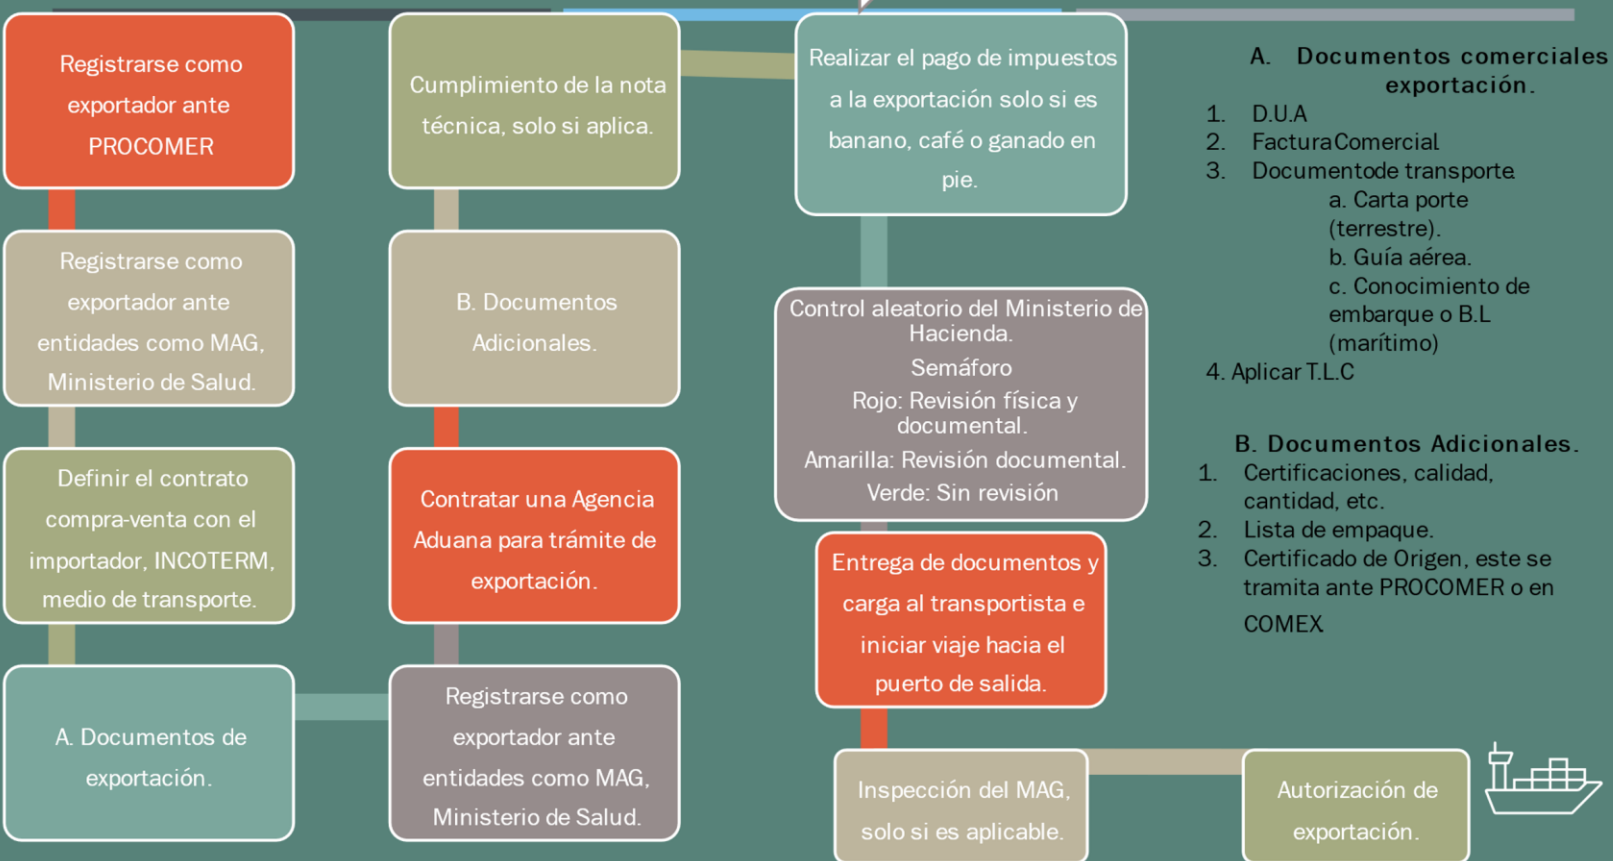 Registrarse como
exportador ante
PROCOMER
Registrarse como
exportador ante
entidades como MAG,
Ministerio de Salud.
Definir el contrato
compra-venta con el
importador, INCOTERM,
medio de transporte.
A. Documentos de
exportación.
Registrarse como
exportador ante
entidades como MAG,
Ministerio de Salud.
Contratar una Agencia
Aduana para trámite de
exportación.
B. Documentos
Adicionales.
Cumplimiento de la nota
técnica, solo si aplica.
Realizar el pago de impuestos
a la exportación solo si es
banano, café o ganado en
pie.
Control aleatorio del Ministerio de
Hacienda.
Semáforo
Rojo: Revisión física y
documental.
Amarilla: Revisión documental.
Verde: Sin revisión
Entrega de documentos y
carga al transportista e
iniciar viaje hacia el
puerto de salida.
Inspección del MAG,
solo si es aplicable.
Autorización de
exportación.
A. Documentos comerciales
exportación.
1. D.U.A
2. Factura Comercial
3. Documentode transporte.
a. Carta porte
(terrestre).
b. Guía aérea.
c. Conocimiento de
embarque o B.L
(marítimo)
4. Aplicar T.L.C
B. Documentos Adicionales.
1. Certificaciones, calidad,
cantidad, etc.
2. Lista de empaque.
3. Certificado de Origen, este se
tramita ante PROCOMER o en
COMEX.